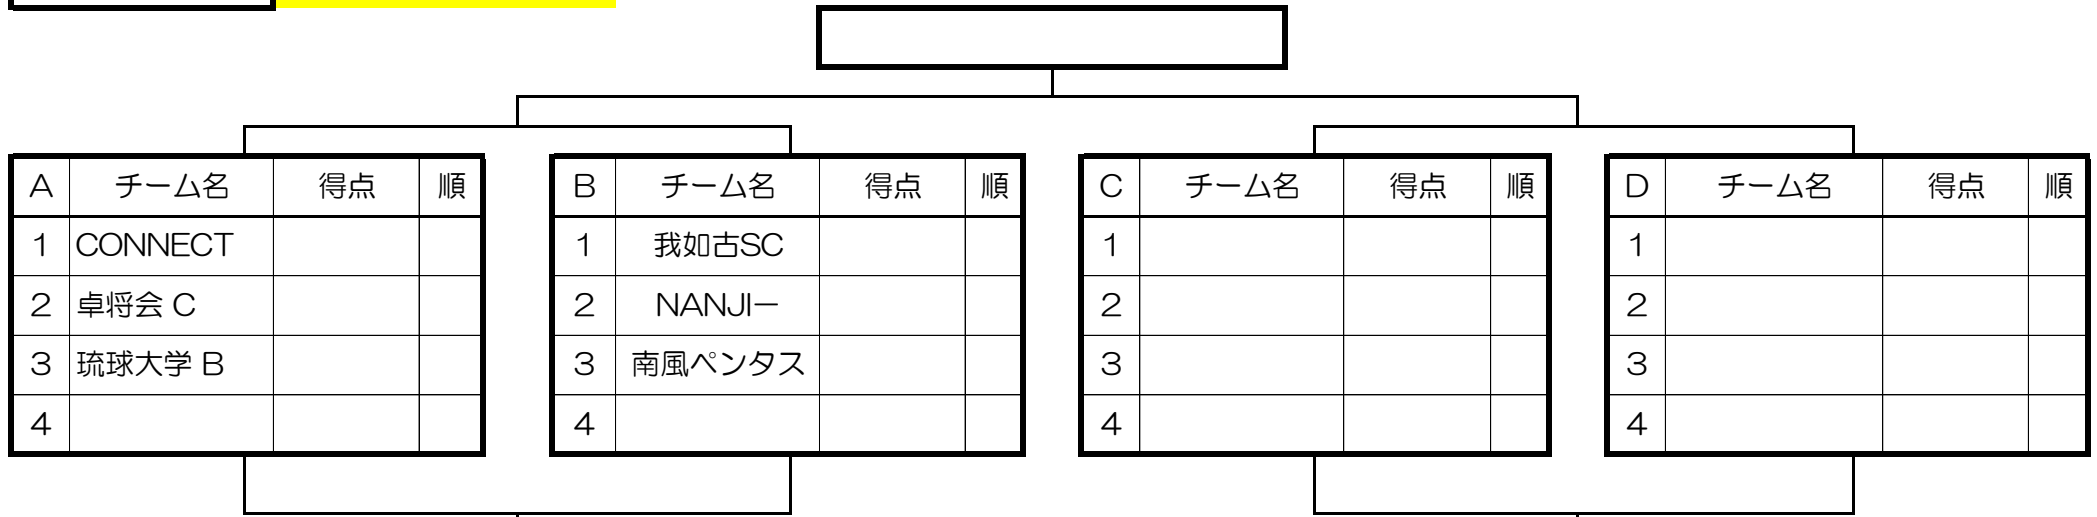 A チーム名 得点 順
1 CONNECT
2 卓将会 C
3 琉球大学 B
4
B チーム名 得点 順
1 我如古SC
2 NANJIー
3 南風ペンタス
4
C チーム名 得点 順
1
2
3
4
D チーム名 得点 順
1
2
3
4